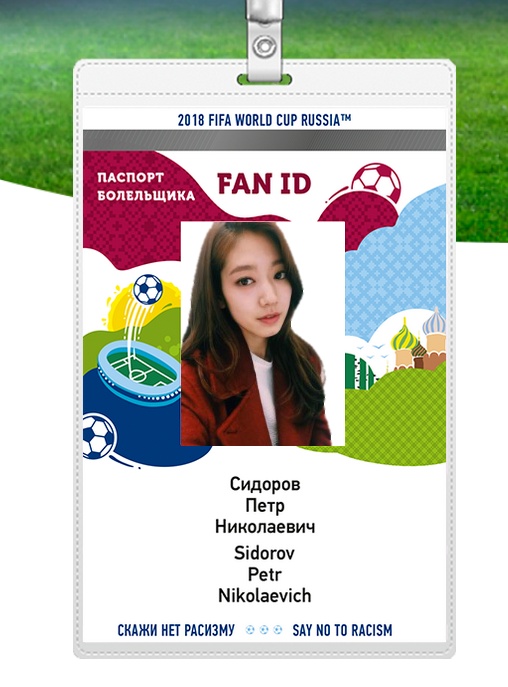 2018 FIFA WORLD CUP RUSSIA™
ПАСПОРТ
БОЛЕЛЬЩИКА
FAN ID
Сидоров
Петр
Николаевич
Sidorov
Petr
Nikolaevich
СКАЖИ НЕТ РАСИЗМУ SAY NO TO RACISM